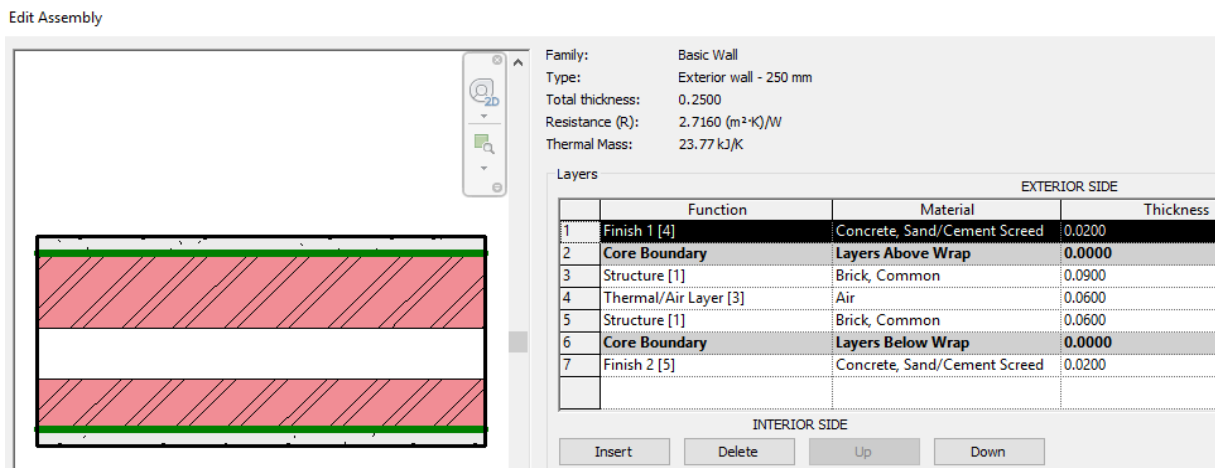 Edit Assembly
2D
Family: Basic Wall
Type: Exterior wall - 250 mm
Total thickness: 0.2500
Resistance (R): 2.7160 (m²·K)/W
Thermal Mass: 23.77 kJ/K
Layers
EXTERIOR SIDE
Function Material Thickness
1 Finish 1 [4] Concrete, Sand/Cement Screed 0.0200
2 Core Boundary Layers Above Wrap 0.0000
3 Structure [1] Brick, Common 0.0900
4 Thermal/Air Layer [3] Air 0.0600
5 Structure [1] Brick, Common 0.0600
6 Core Boundary Layers Below Wrap 0.0000
7 Finish 2 [5] Concrete, Sand/Cement Screed 0.0200
INTERIOR SIDE
Insert Delete Up Down